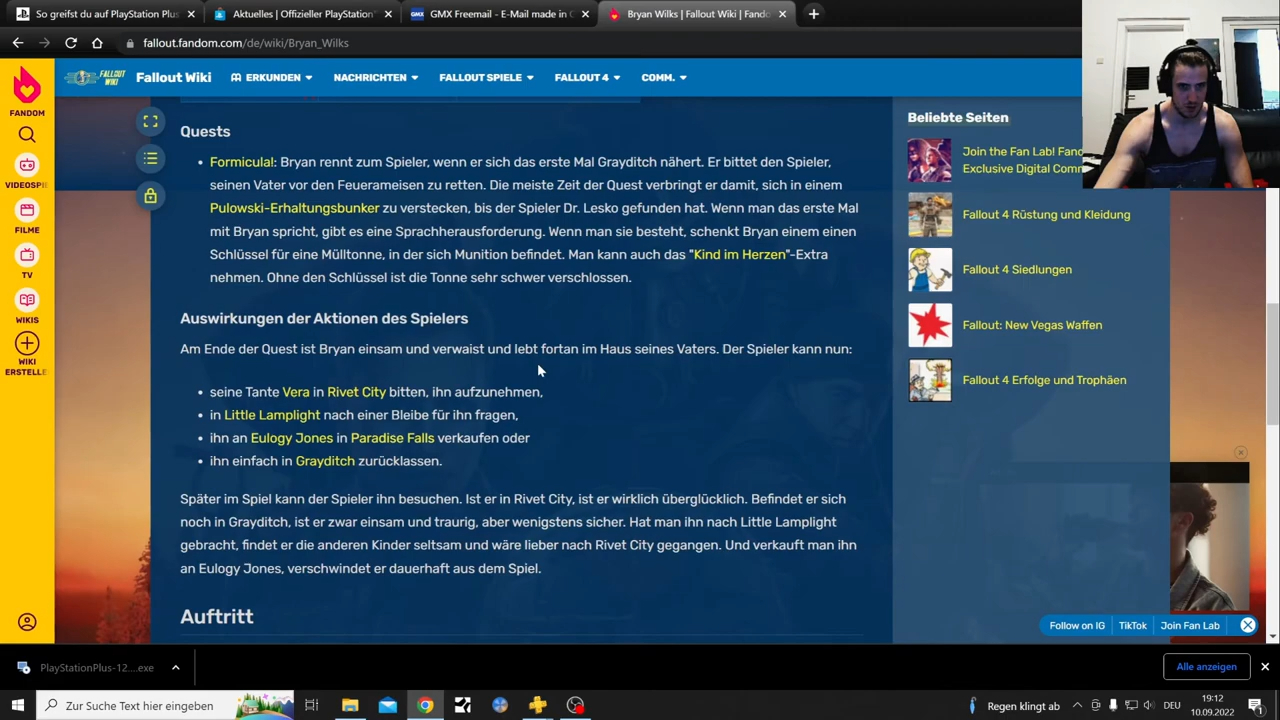 So greifst du auf PlayStation Plus
Aktuelles | Offizieller PlayStation
GMX Freemail - E-Mail made in
Bryan Wilks | Fallout Wiki | Fando
fallout.fandom.com/de/wiki/Bryan_Wilks
FANDOM
VIDEOSPIE
FILME
TV
WIKIS
WIKI
ERSTELLE
FALLOUT
Fallout Wiki
ERKUNDEN
NACHRICHTEN
FALLOUT SPIELE
FALLOUT 4
COMM.
Quests
Formicula!: Bryan rennt zum Spieler, wenn er sich das erste Mal Grayditch nähert. Er bittet den Spieler,
seinen Vater vor den Feuerameisen zu retten. Die meiste Zeit der Quest verbringt er damit, sich in einem
Pulowski-Erhaltungsbunker zu verstecken, bis der Spieler Dr. Lesko gefunden hat. Wenn man das erste Mal
mit Bryan spricht, gibt es eine Sprachherausforderung. Wenn man sie besteht, schenkt Bryan einem einen
Schlüssel für eine Mülltonne, in der sich Munition befindet. Man kann auch das "Kind im Herzen"-Extra
nehmen. Ohne den Schlüssel ist die Tonne sehr schwer verschlossen.
Auswirkungen der Aktionen des Spielers
Am Ende der Quest ist Bryan einsam und verwaist und lebt fortan im Haus seines Vaters. Der Spieler kann nun:
seine Tante Vera in Rivet City bitten, ihn aufzunehmen,
in Little Lamplight nach einer Bleibe für ihn fragen,
ihn an Eulogy Jones in Paradise Falls verkaufen oder
ihn einfach in Grayditch zurücklassen.
Später im Spiel kann der Spieler ihn besuchen. Ist er in Rivet City, ist er wirklich überglücklich. Befindet er sich
noch in Grayditch, ist er zwar einsam und traurig, aber wenigstens sicher. Hat man ihn nach Little Lamplight
gebracht, findet er die anderen Kinder seltsam und wäre lieber nach Rivet City gegangen. Und verkauft man ihn
an Eulogy Jones, verschwindet er dauerhaft aus dem Spiel.
Auftritt
Beliebte Seiten
Join the Fan Lab! Fand
Exclusive Digital Comm
Fallout 4 Rüstung und Kleidung
Fallout 4 Siedlungen
Fallout: New Vegas Waffen
Fallout 4 Erfolge und Trophäen
Follow on IG
TikTok
Join Fan Lab
PlayStationPlus-12....exe
Alle anzeigen
Zur Suche Text hier eingeben
Regen klingt ab
DEU
19:12
10.09.2022